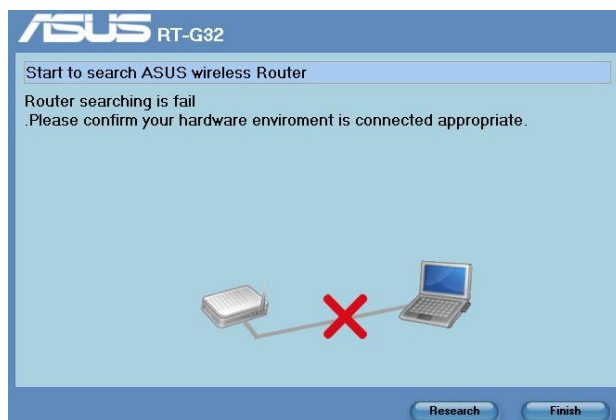 ASUS RT-G32
Start to search ASUS wireless Router
Router searching is fail
.Please confirm your hardware enviroment is connected appropriate.
Research Finish